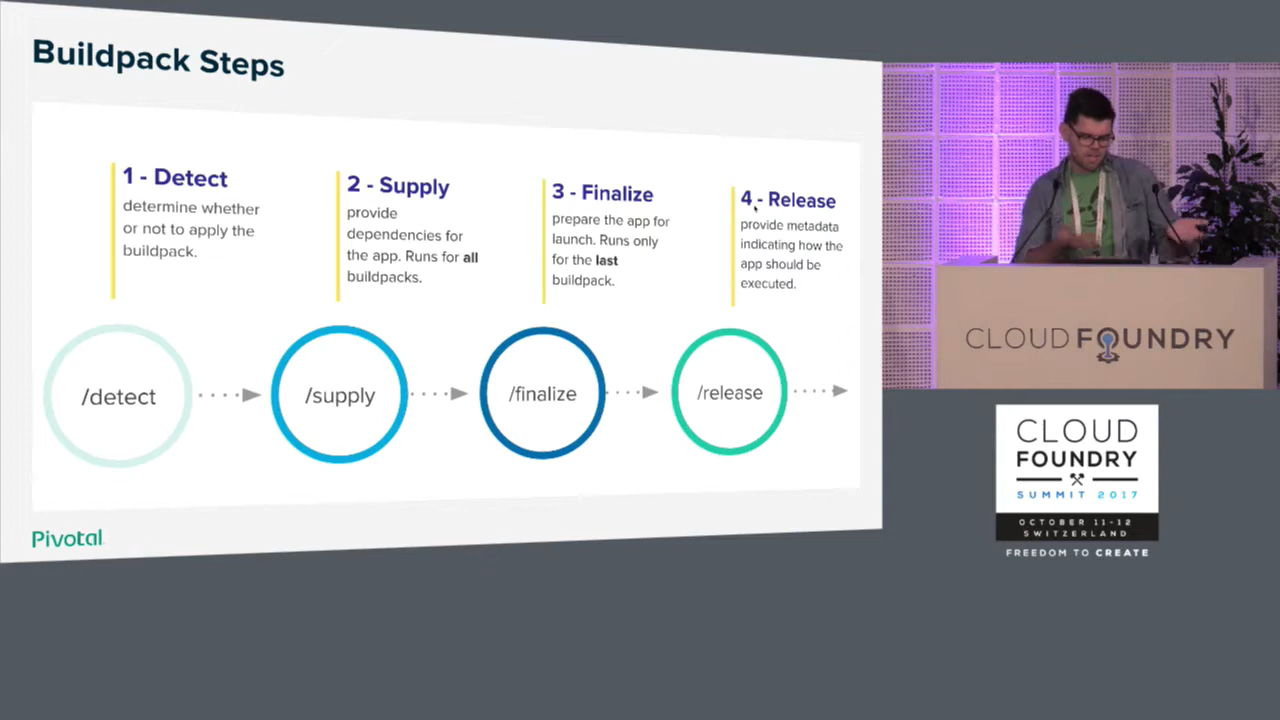 Buildpack Steps
1 - Detect
determine whether
or not to apply the
buildpack.
2 - Supply
provide
dependencies for
the app. Runs for all
buildpacks.
3 - Finalize
prepare the app for
launch. Runs only
for the last
buildpack.
4 - Release
provide metadata
indicating how the
app should be
executed.
/detect
/supply
/finalize
/release
Pivotal
CLOUD FOUNDRY
CLOUD
FOUNDRY
SUMMIT 2017
OCTOBER 11-12
SWITZERLAND
FREEDOM TO CREATE